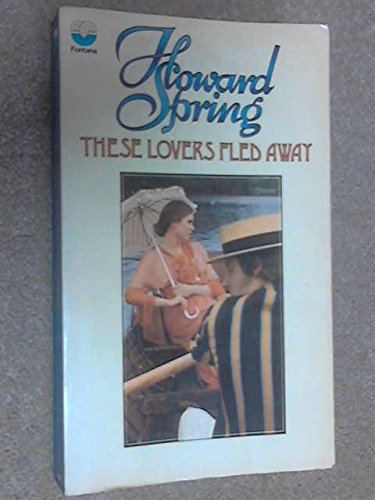 Fontana
Howard
Spring
THESE LOVERS FLED AWAY